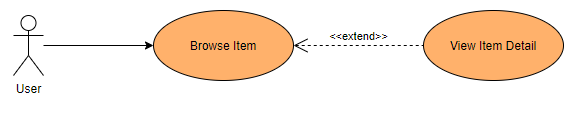 <<extend>>
Browse Item
View Item Detail
User